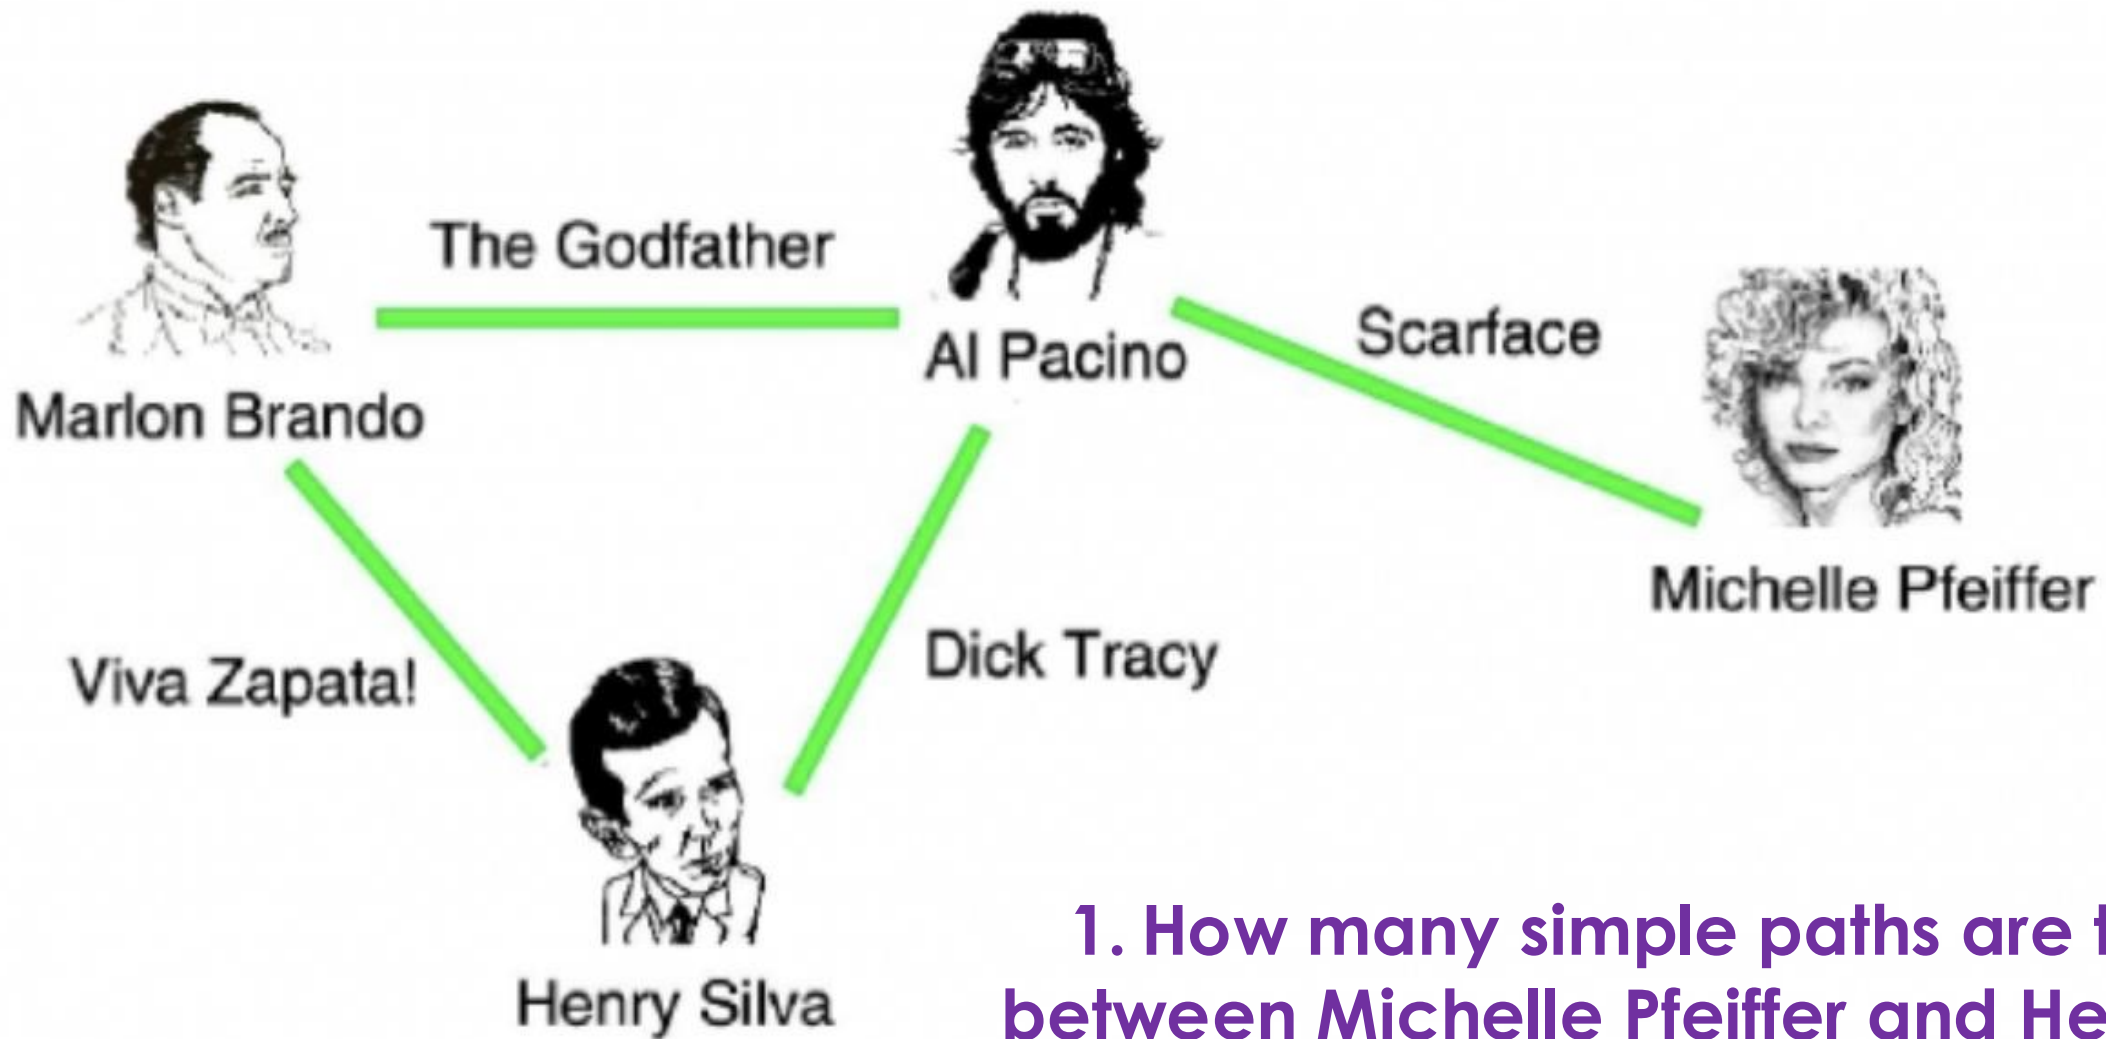 The Godfather
Al Pacino
Scarface
Marlon Brando
Michelle Pfeiffer
Viva Zapata!
Dick Tracy
Henry Silva
1. How many simple paths are
between Michelle Pfeiffer and